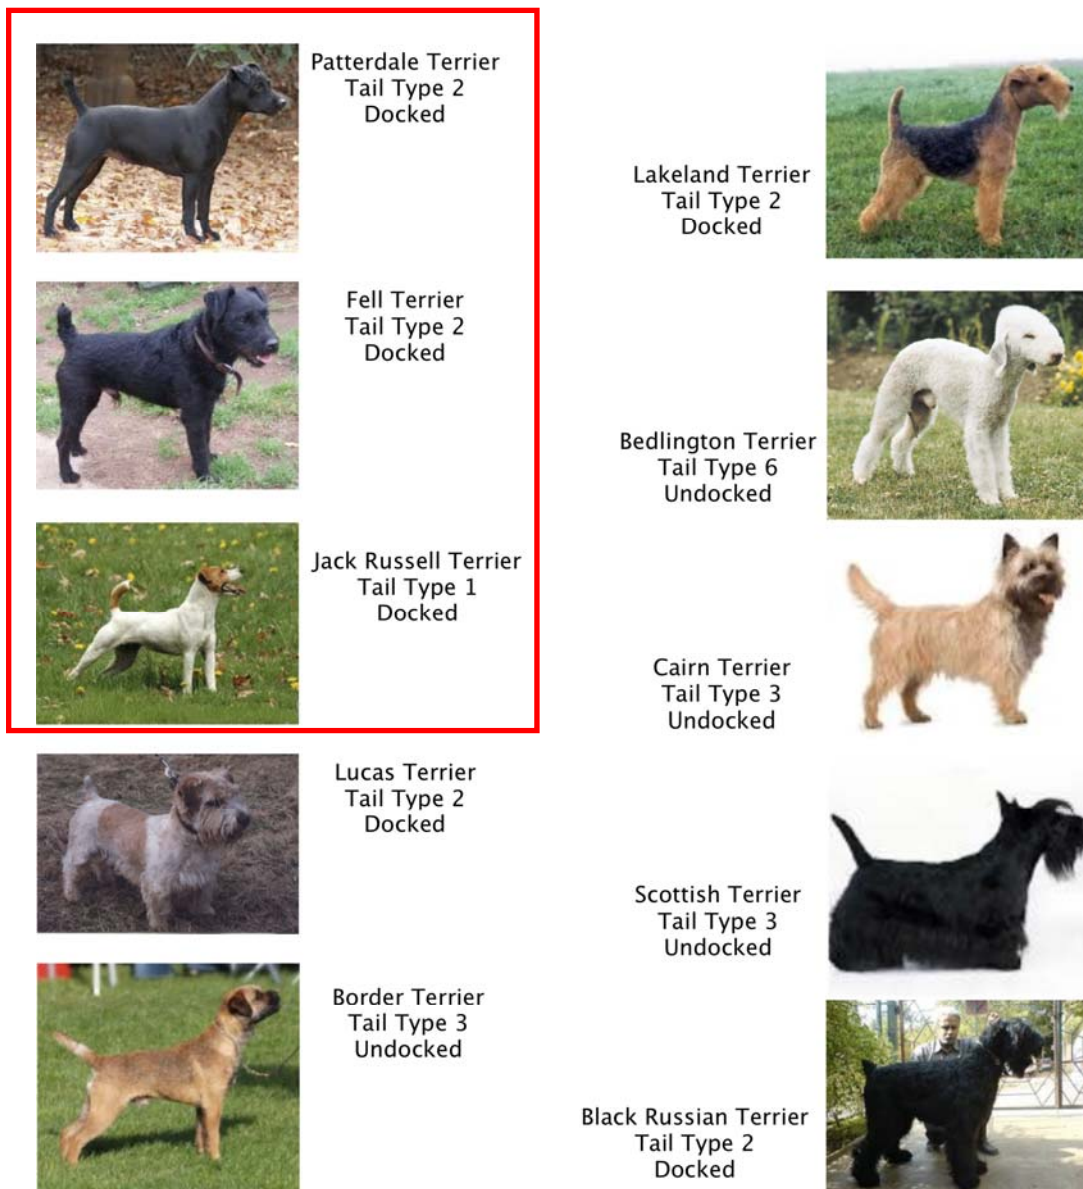 Patterdale Terrier
Tail Type 2
Docked
Fell Terrier
Tail Type 2
Docked
Jack Russell Terrier
Tail Type 1
Docked
Lucas Terrier
Tail Type 2
Docked
Border Terrier
Tail Type 3
Undocked
Lakeland Terrier
Tail Type 2
Docked
Bedlington Terrier
Tail Type 6
Undocked
Cairn Terrier
Tail Type 3
Undocked
Scottish Terrier
Tail Type 3
Undocked
Black Russian Terrier
Tail Type 2
Docked